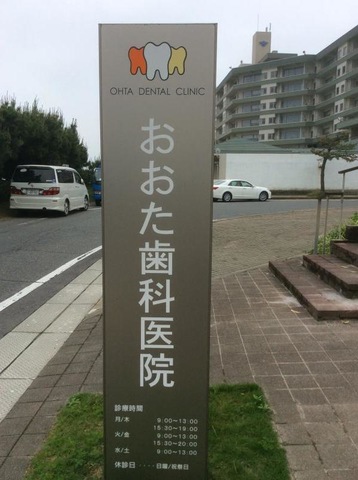 OHTA DENTAL CLINIC
おおた歯科医院
診療時間
月/木 9:00〜13:00
15:30〜19:30
火/金 9:00〜13:00
15:30〜20:00
水/土 9:00〜13:00
休診日・・・・日曜/祝祭日